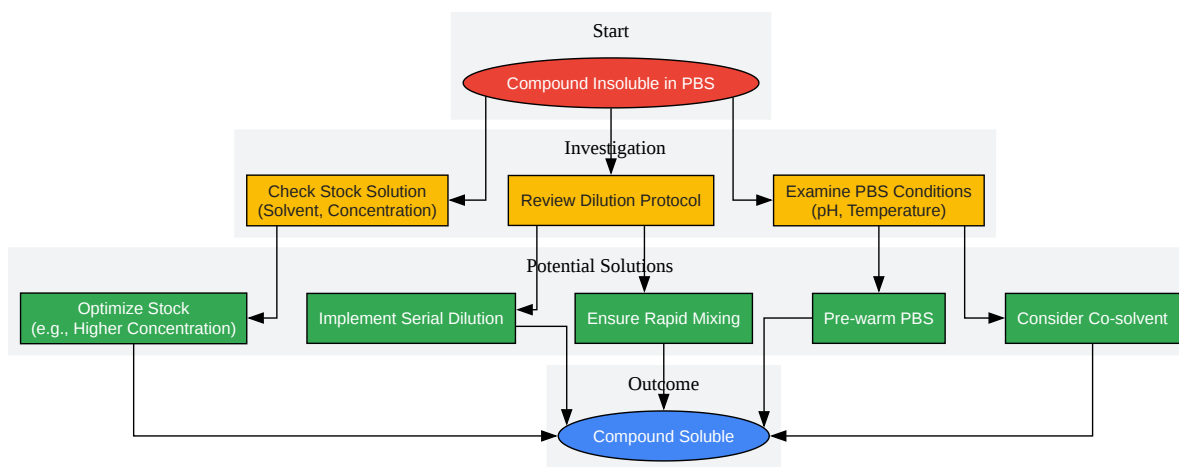 Start
Compound Insoluble in PBS
Investigation
Check Stock Solution
(Solvent, Concentration)
Review Dilution Protocol
Examine PBS Conditions
(pH, Temperature)
Potential Solutions
Optimize Stock
(e.g., Higher Concentration)
Implement Serial Dilution
Ensure Rapid Mixing
Pre-warm PBS
Consider Co-solvent
Outcome
Compound Soluble